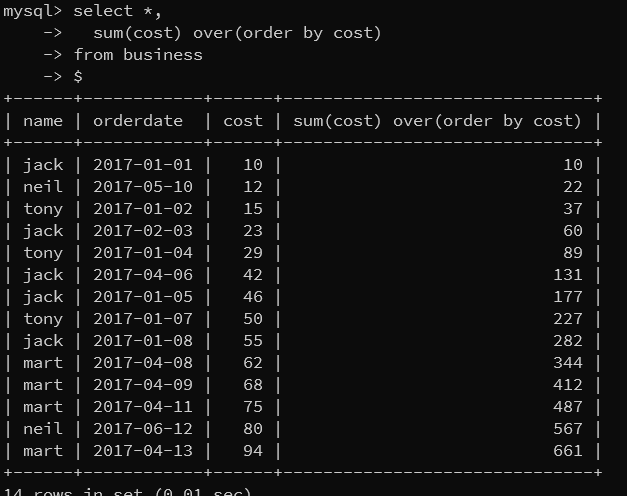 mysql> select *,
    ->   sum(cost) over(order by cost)
    -> from business
    -> $
+------+------------+------+-------------------------------+
| name | orderdate  | cost | sum(cost) over(order by cost) |
+------+------------+------+-------------------------------+
| jack | 2017-01-01 |   10 |                            10 |
| neil | 2017-05-10 |   12 |                            22 |
| tony | 2017-01-02 |   15 |                            37 |
| jack | 2017-02-03 |   23 |                            60 |
| tony | 2017-01-04 |   29 |                            89 |
| jack | 2017-04-06 |   42 |                           131 |
| jack | 2017-01-05 |   46 |                           177 |
| tony | 2017-01-07 |   50 |                           227 |
| jack | 2017-01-08 |   55 |                           282 |
| mart | 2017-04-08 |   62 |                           344 |
| mart | 2017-04-09 |   68 |                           412 |
| mart | 2017-04-11 |   75 |                           487 |
| neil | 2017-06-12 |   80 |                           567 |
| mart | 2017-04-13 |   94 |                           661 |
+------+------------+------+-------------------------------+
14 rows in set (0.01 sec)